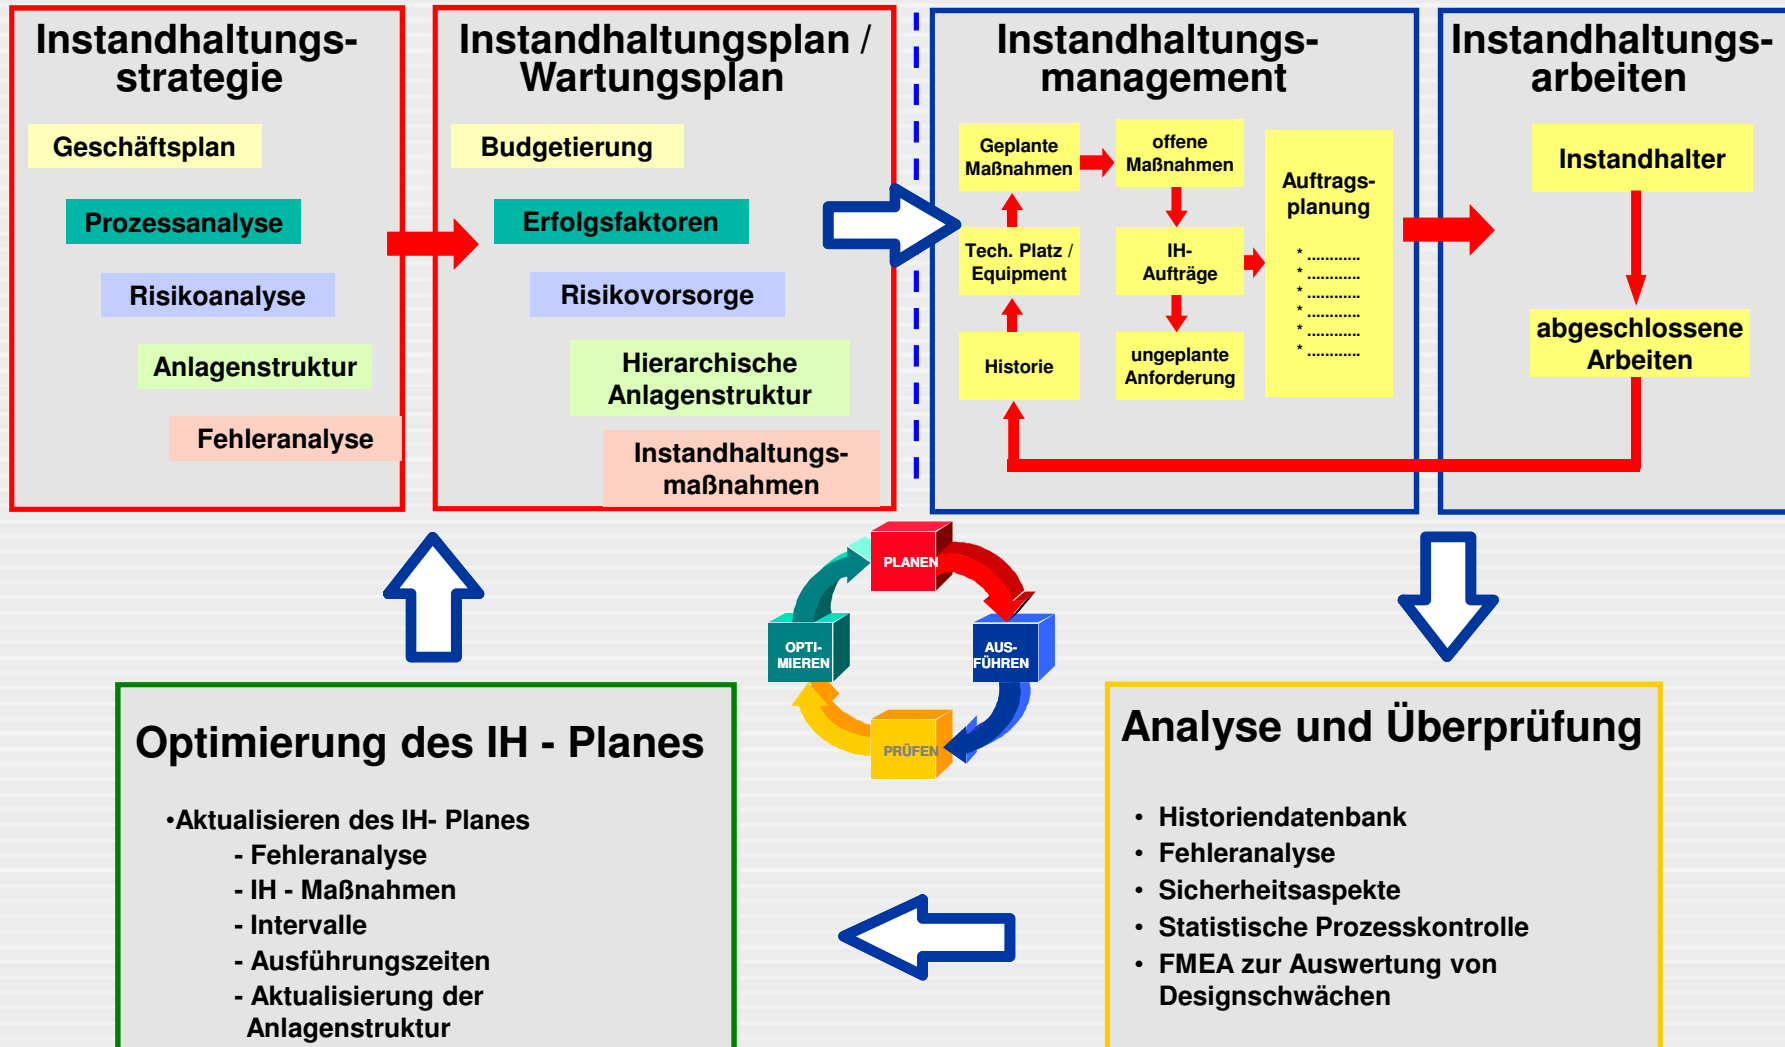 Instandhaltungs-
strategie
Geschäftsplan
Prozessanalyse
Risikoanalyse
Anlagenstruktur
Fehleranalyse
Instandhaltungsplan /
Wartungsplan
Budgetierung
Erfolgsfaktoren
Risikovorsorge
Hierarchische
Anlagenstruktur
Instandhaltungs-
maßnahmen
Instandhaltungs-
management
Geplante
Maßnahmen
offene
Maßnahmen
Auftrags-
planung
* ............
* ............
* ............
* ............
* ............
* ............
Tech. Platz /
Equipment
IH-
Aufträge
Historie
ungeplante
Anforderung
Instandhaltungs-
arbeiten
Instandhalter
abgeschlossene
Arbeiten
PLANEN
OPTI-
MIEREN
AUS-
FÜHREN
PRÜFEN
Optimierung des IH - Planes
•Aktualisieren des IH- Planes
- Fehleranalyse
- IH - Maßnahmen
- Intervalle
- Ausführungszeiten
- Aktualisierung der
Anlagenstruktur
Analyse und Überprüfung
• Historiendatenbank
• Fehleranalyse
• Sicherheitsaspekte
• Statistische Prozesskontrolle
• FMEA zur Auswertung von
Designschwächen